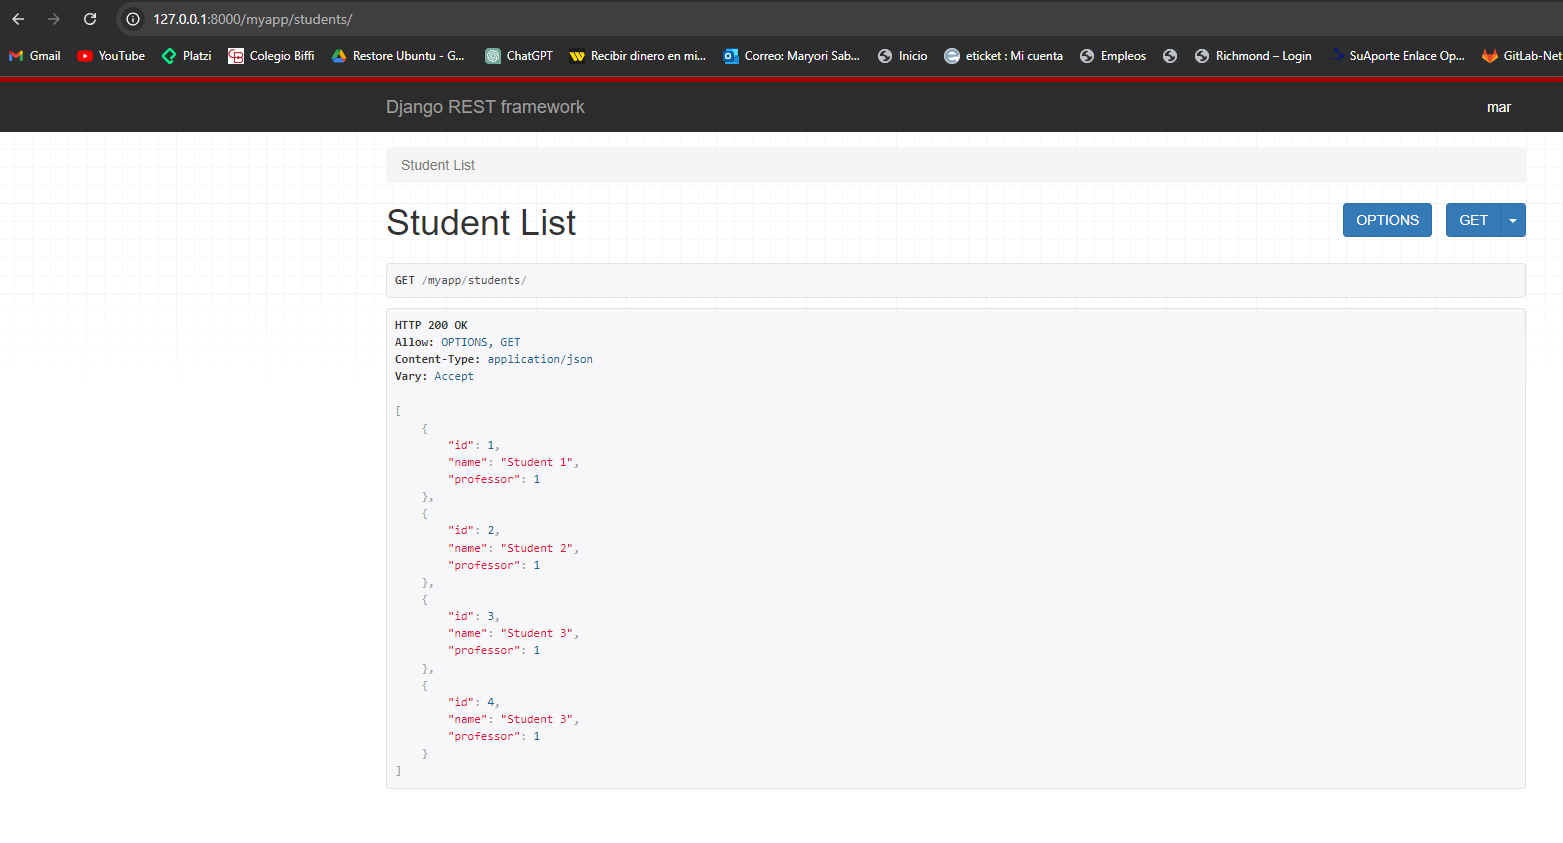 127.0.0.1:8000/myapp/students/
Gmail YouTube Platzi Colegio Biffi Restore Ubuntu - G... ChatGPT Recibir dinero en mi... Correo: Maryori Sab... Inicio eticket : Mi cuenta Empleos Richmond – Login SuAporte Enlace Op... GitLab-Net
Django REST framework mar
Student List
Student List OPTIONS GET
GET /myapp/students/
HTTP 200 OK
Allow: OPTIONS, GET
Content-Type: application/json
Vary: Accept
[
    {
        "id": 1,
        "name": "Student 1",
        "professor": 1
    },
    {
        "id": 2,
        "name": "Student 2",
        "professor": 1
    },
    {
        "id": 3,
        "name": "Student 3",
        "professor": 1
    },
    {
        "id": 4,
        "name": "Student 3",
        "professor": 1
    }
]